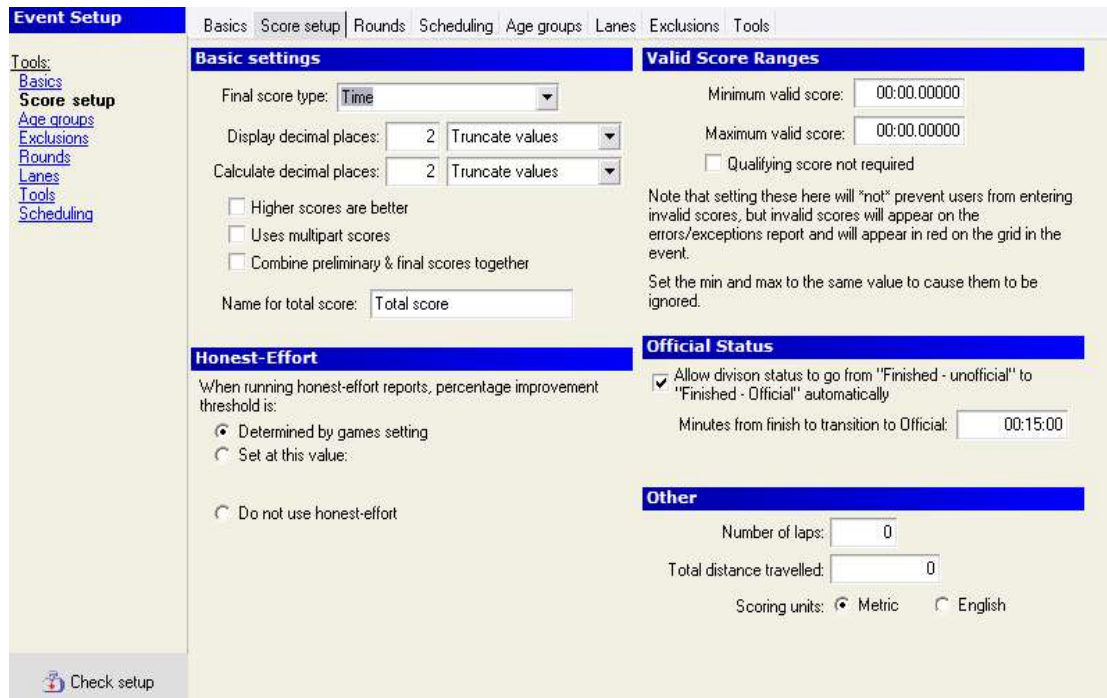 Event Setup
Basics Score setup Rounds Scheduling Age groups Lanes Exclusions Tools
Tools:
Basics
Score setup
Age groups
Exclusions
Rounds
Lanes
Tools
Scheduling
Check setup
Basic settings
Final score type: Time
Display decimal places: 2 Truncate values
Calculate decimal places: 2 Truncate values
Higher scores are better
Uses multipart scores
Combine preliminary & final scores together
Name for total score: Total score
Honest-Effort
When running honest-effort reports, percentage improvement
threshold is:
Determined by games setting
Set at this value:
Do not use honest-effort
Valid Score Ranges
Minimum valid score: 00:00.00000
Maximum valid score: 00:00.00000
Qualifying score not required
Note that setting these here will *not* prevent users from entering
invalid scores, but invalid scores will appear on the
errors/exceptions report and will appear in red on the grid in the
event.
Set the min and max to the same value to cause them to be
ignored.
Official Status
Allow divison status to go from "Finished - unofficial" to
"Finished - Official" automatically
Minutes from finish to transition to Official: 00:15:00
Other
Number of laps: 0
Total distance travelled: 0
Scoring units: Metric English